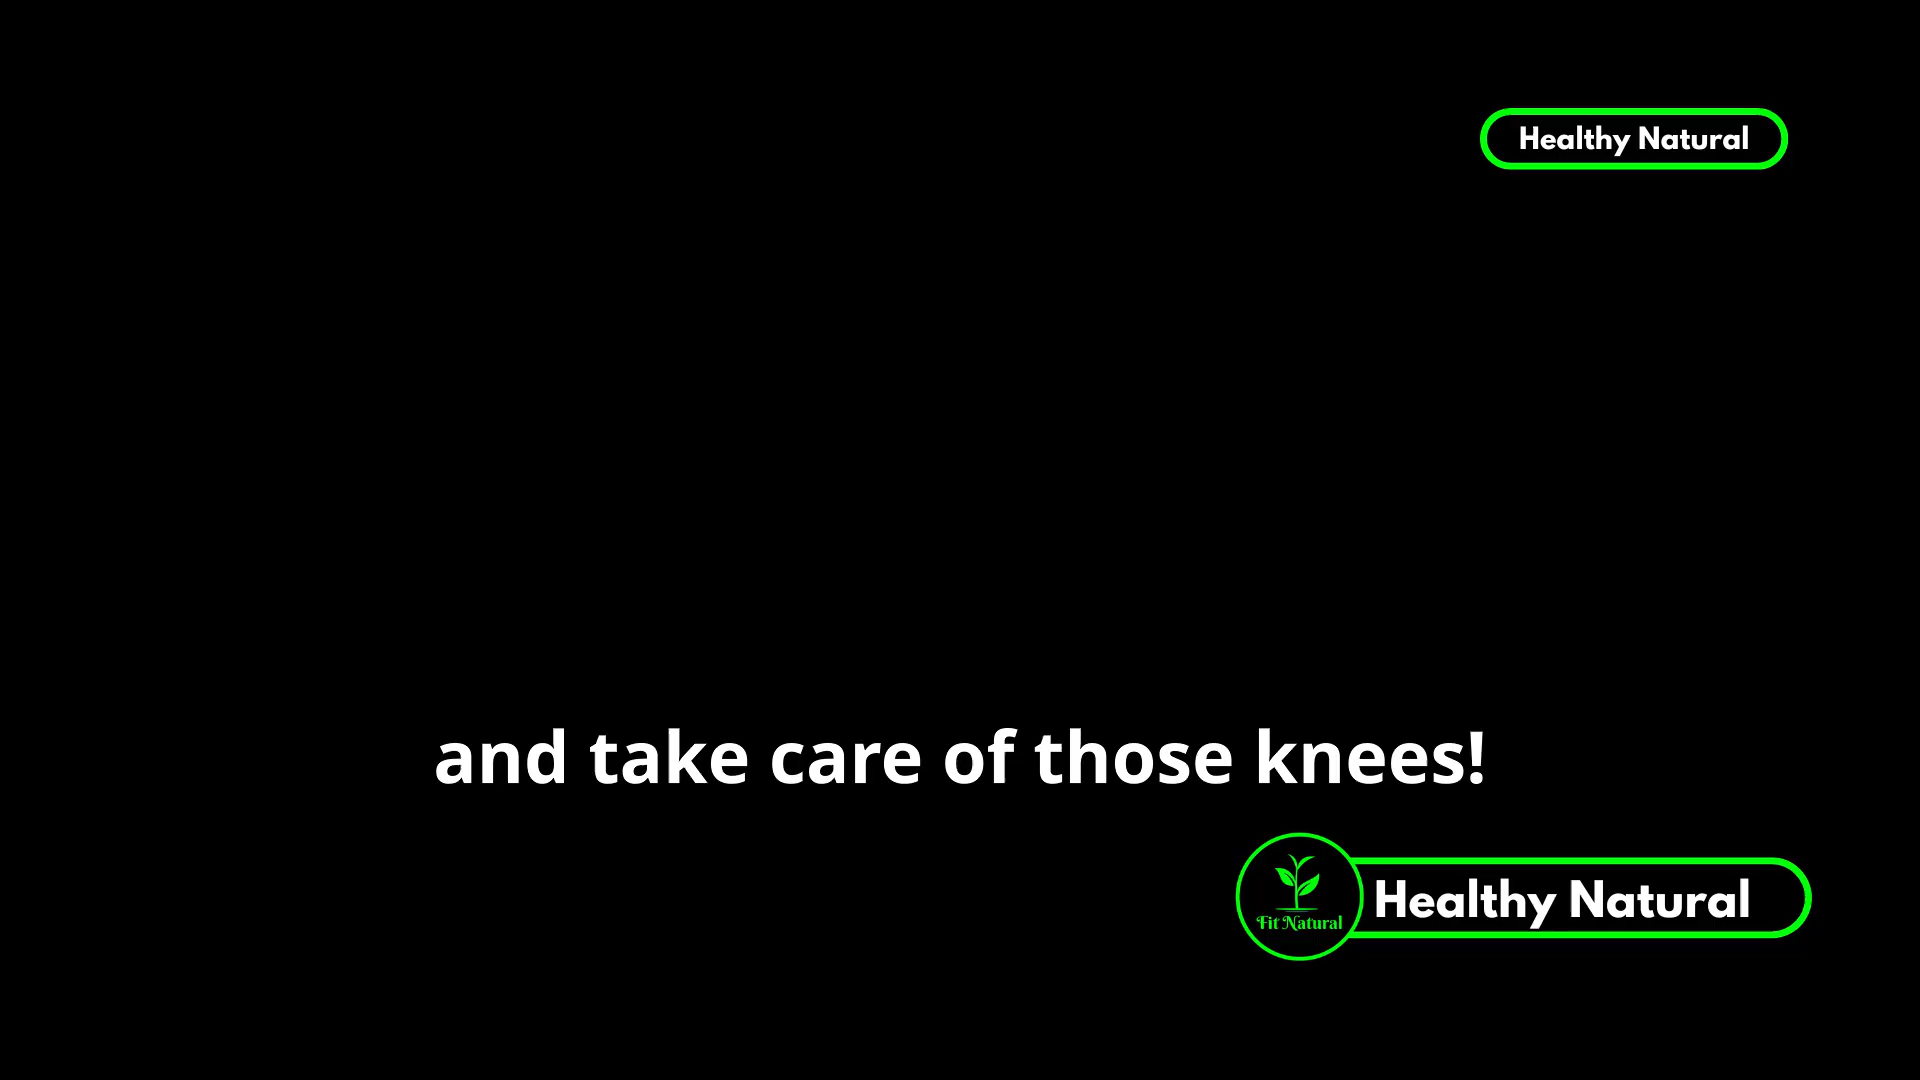 Healthy Natural
and take care of those knees!
Fit Natural
Healthy Natural